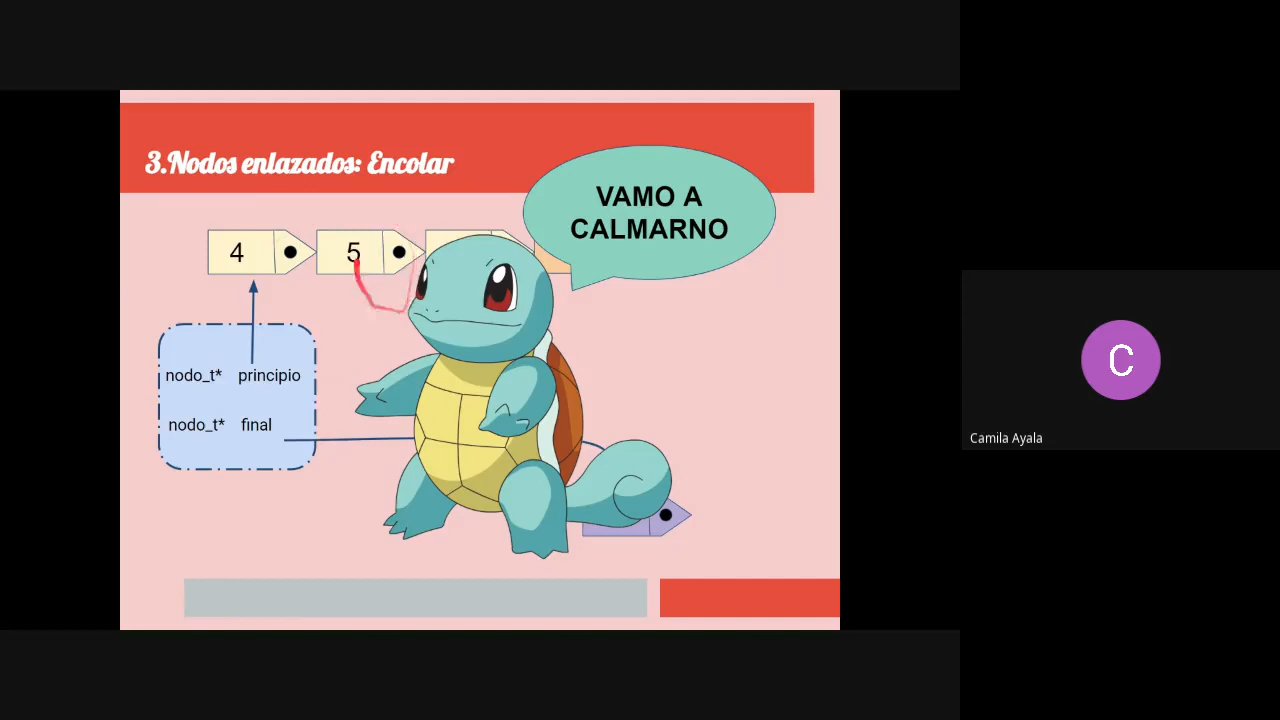 3.Nodos enlazados: Encolar
VAMO A
CALMARNO
4
5
nodo_t* principio
nodo_t* final
C
Camila Ayala